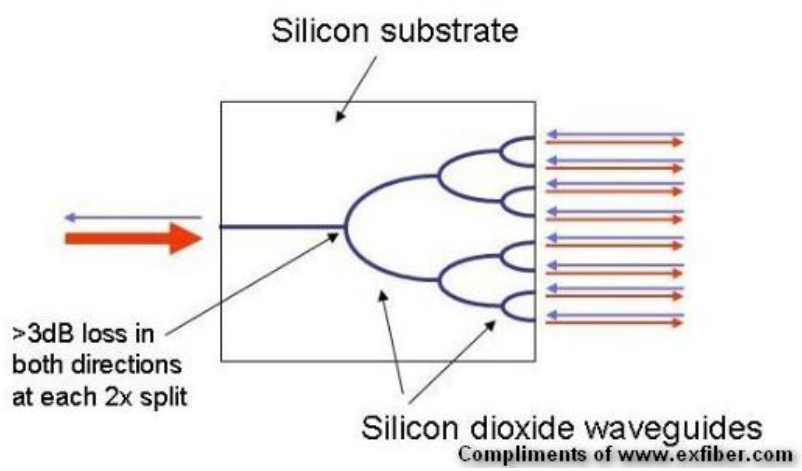 Silicon substrate
>3dB loss in
both directions
at each 2x split
Silicon dioxide waveguides
Compliments of www.exfiber.com